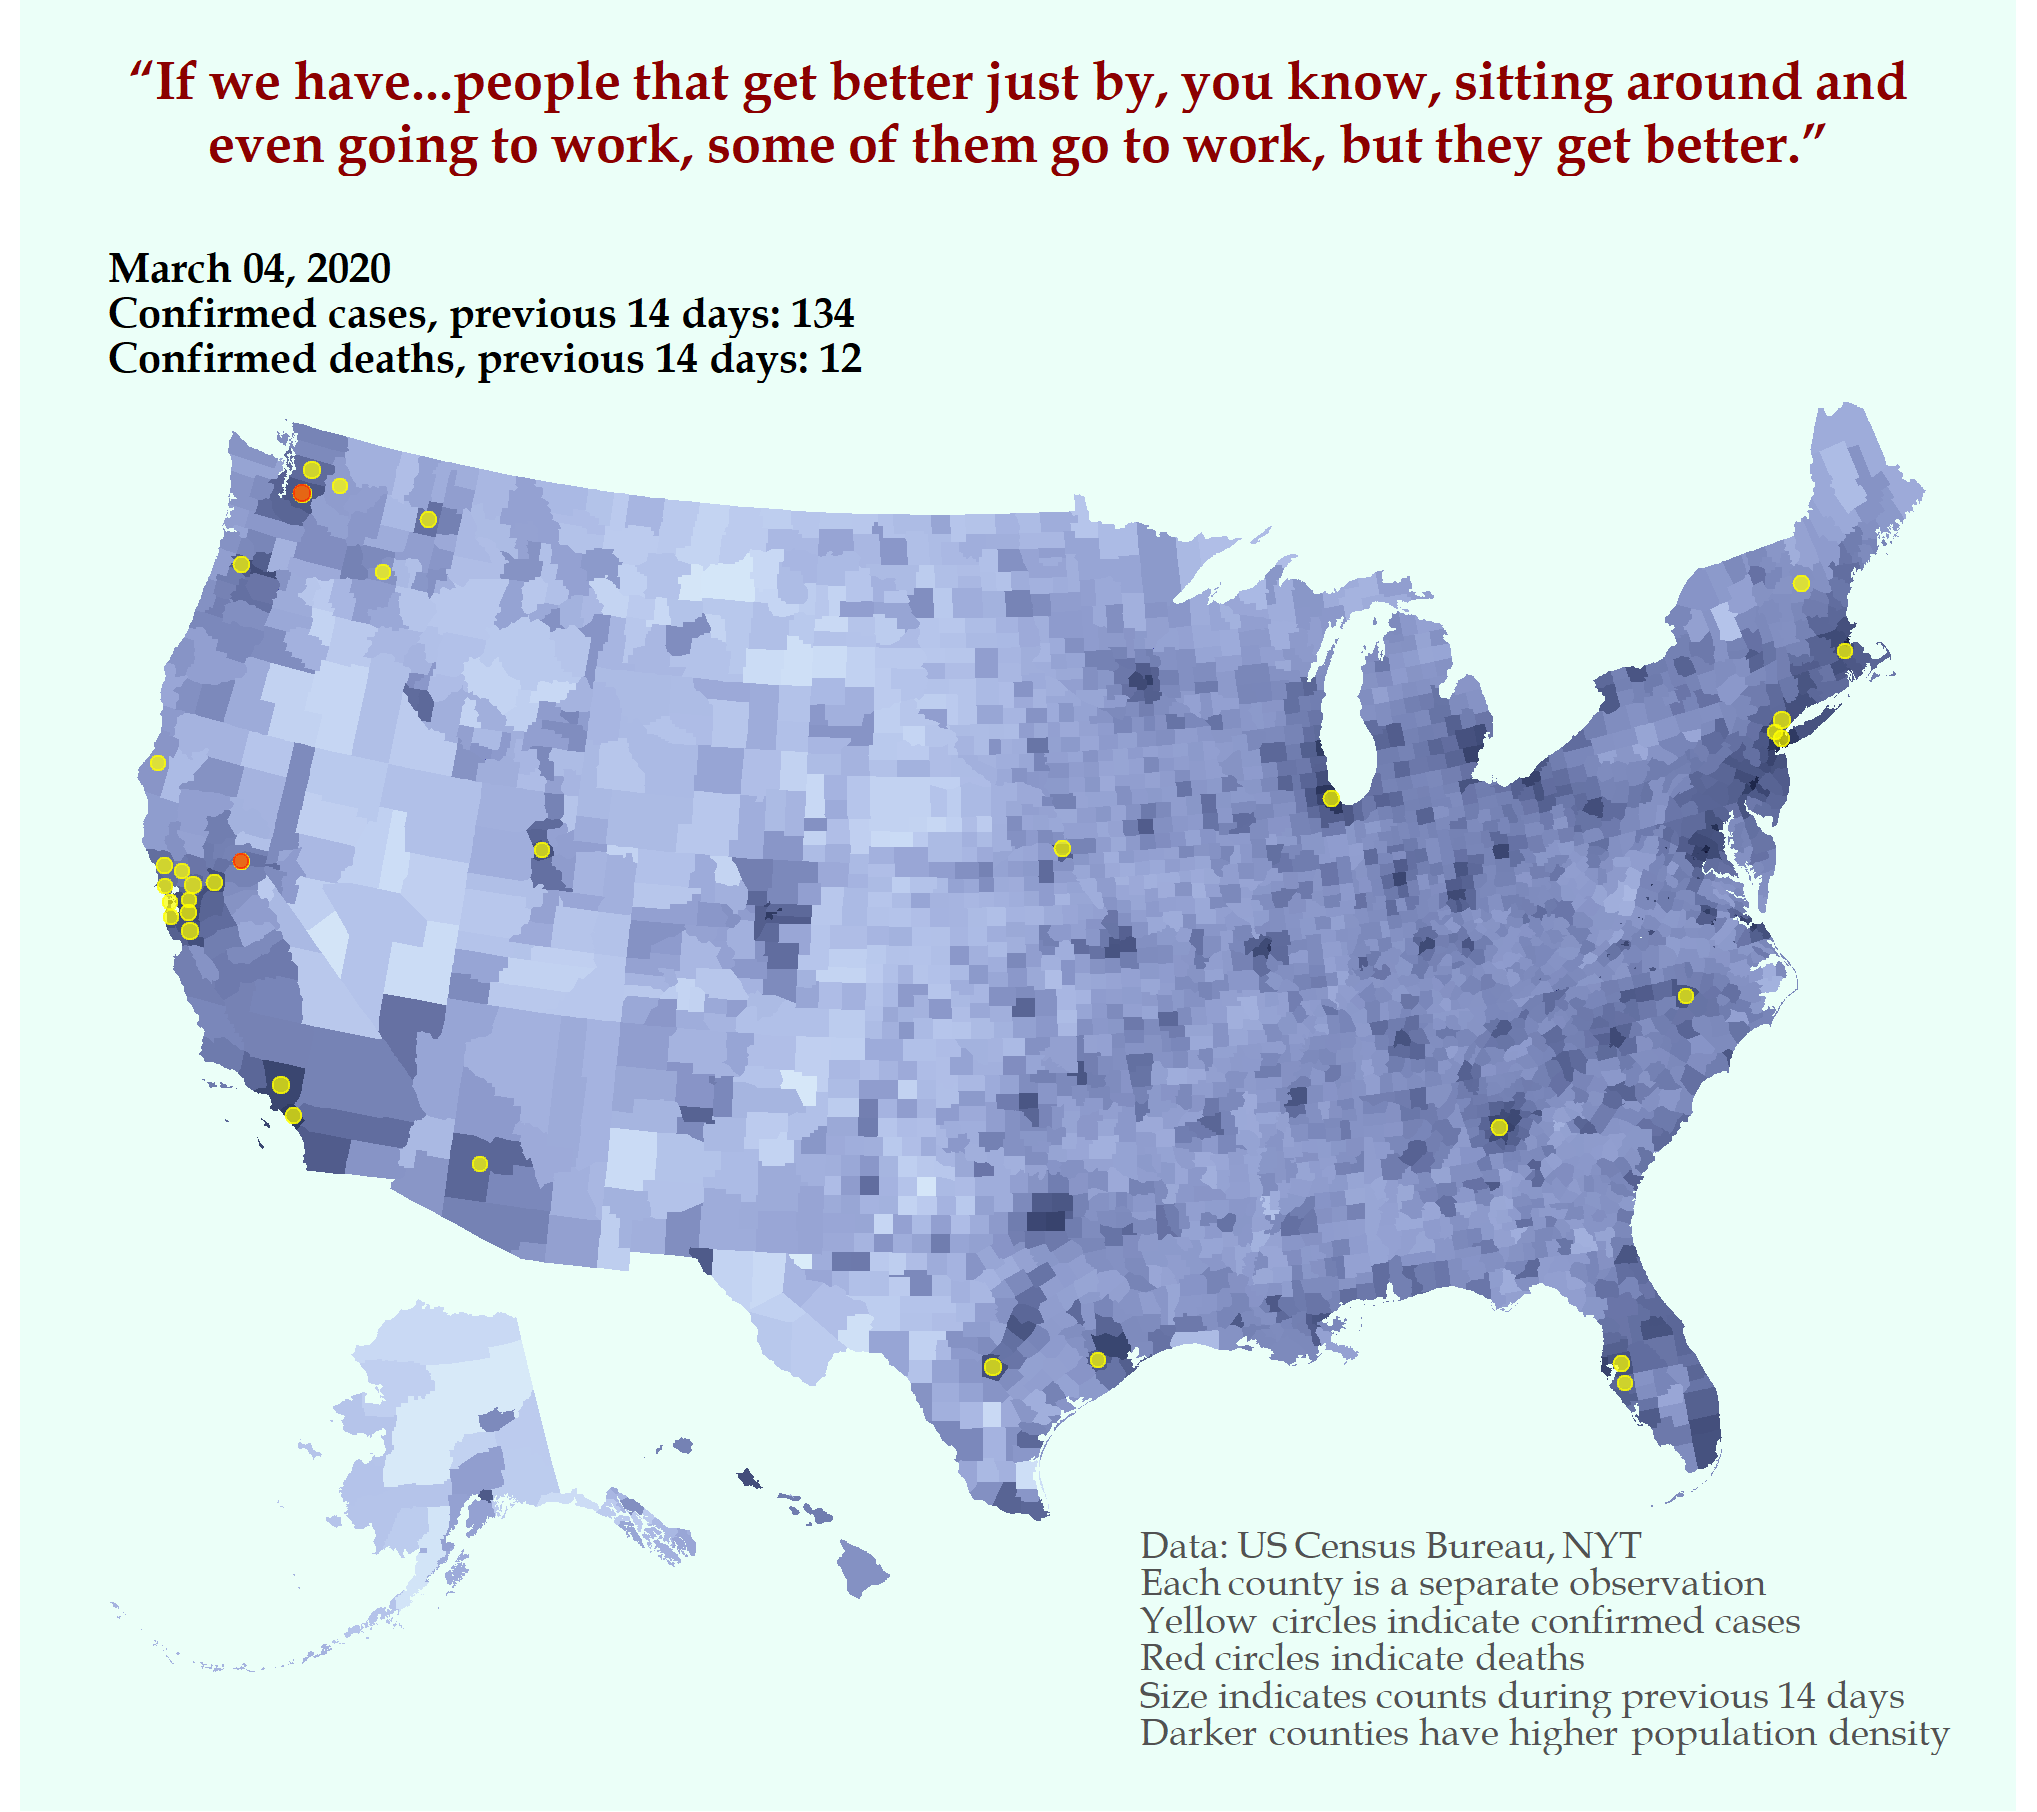 “If we have...people that get better just by, you know, sitting around and
even going to work, some of them go to work, but they get better.”
March 04, 2020
Confirmed cases, previous 14 days: 134
Confirmed deaths, previous 14 days: 12
Data: US Census Bureau, NYT
Each county is a separate observation
Yellow circles indicate confirmed cases
Red circles indicate deaths
Size indicates counts during previous 14 days
Darker counties have higher population density